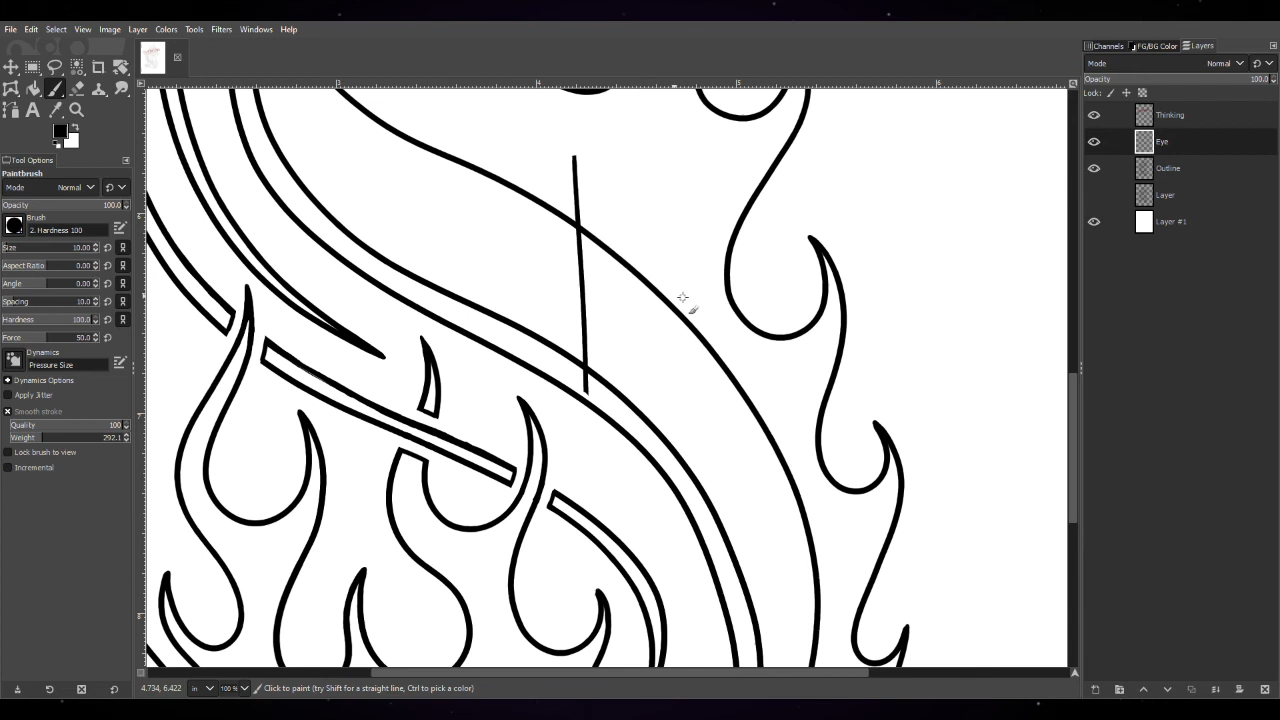 File Edit Select View Image Layer Colors Tools Filters Windows Help
Channels FG/BG Color Layers
Mode Normal
Opacity 100.0
Lock:
Thinking
Eye
Outline
Layer
Layer #1
Tool Options
Paintbrush
Mode Normal
Opacity 100.0
Brush
2. Hardness 100
Size 10.00
Aspect Ratio 0.00
Angle 0.00
Spacing 10.0
Hardness 100.0
Force 50.0
Dynamics
Pressure Size
Dynamics Options
Apply Jitter
Smooth stroke
Quality 100
Weight 292.1
Lock brush to view
Incremental
3 4 5 6
4.734, 6.422 in 100 % Click to paint (try Shift for a straight line, Ctrl to pick a color)